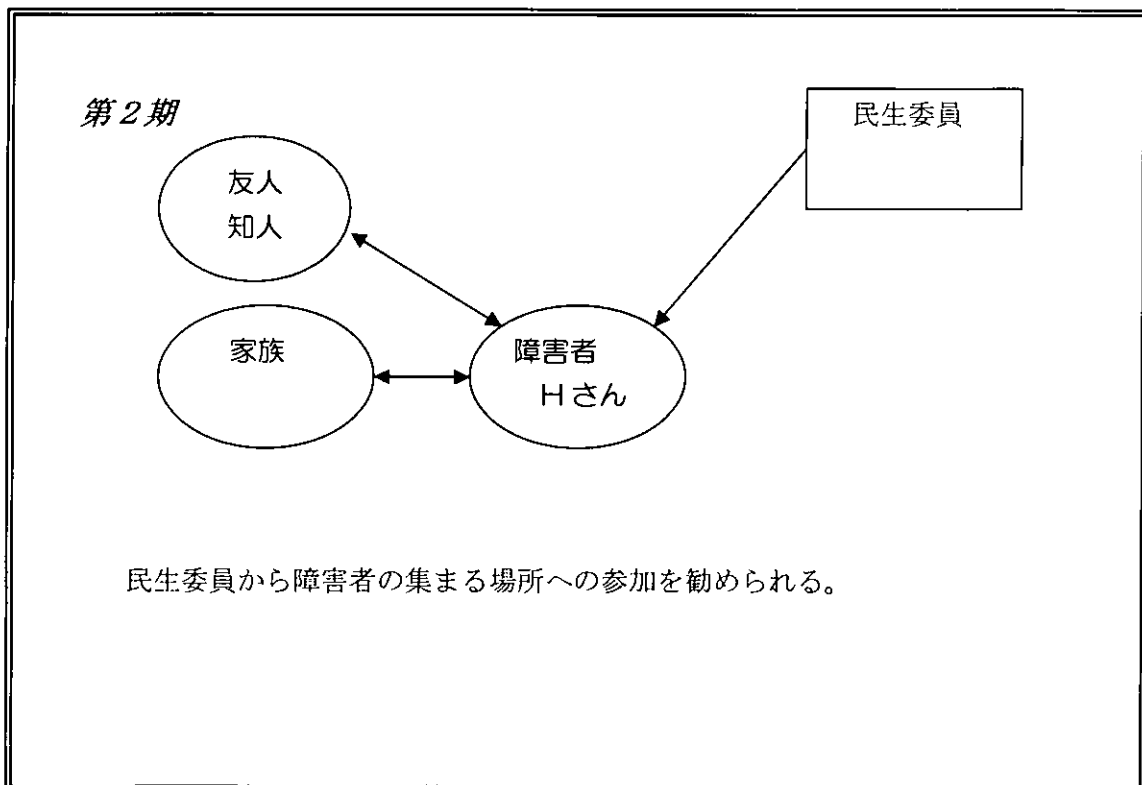 第2期
民生委員
友人
知人
家族
障害者
Hさん
民生委員から障害者の集まる場所への参加を勧められる。